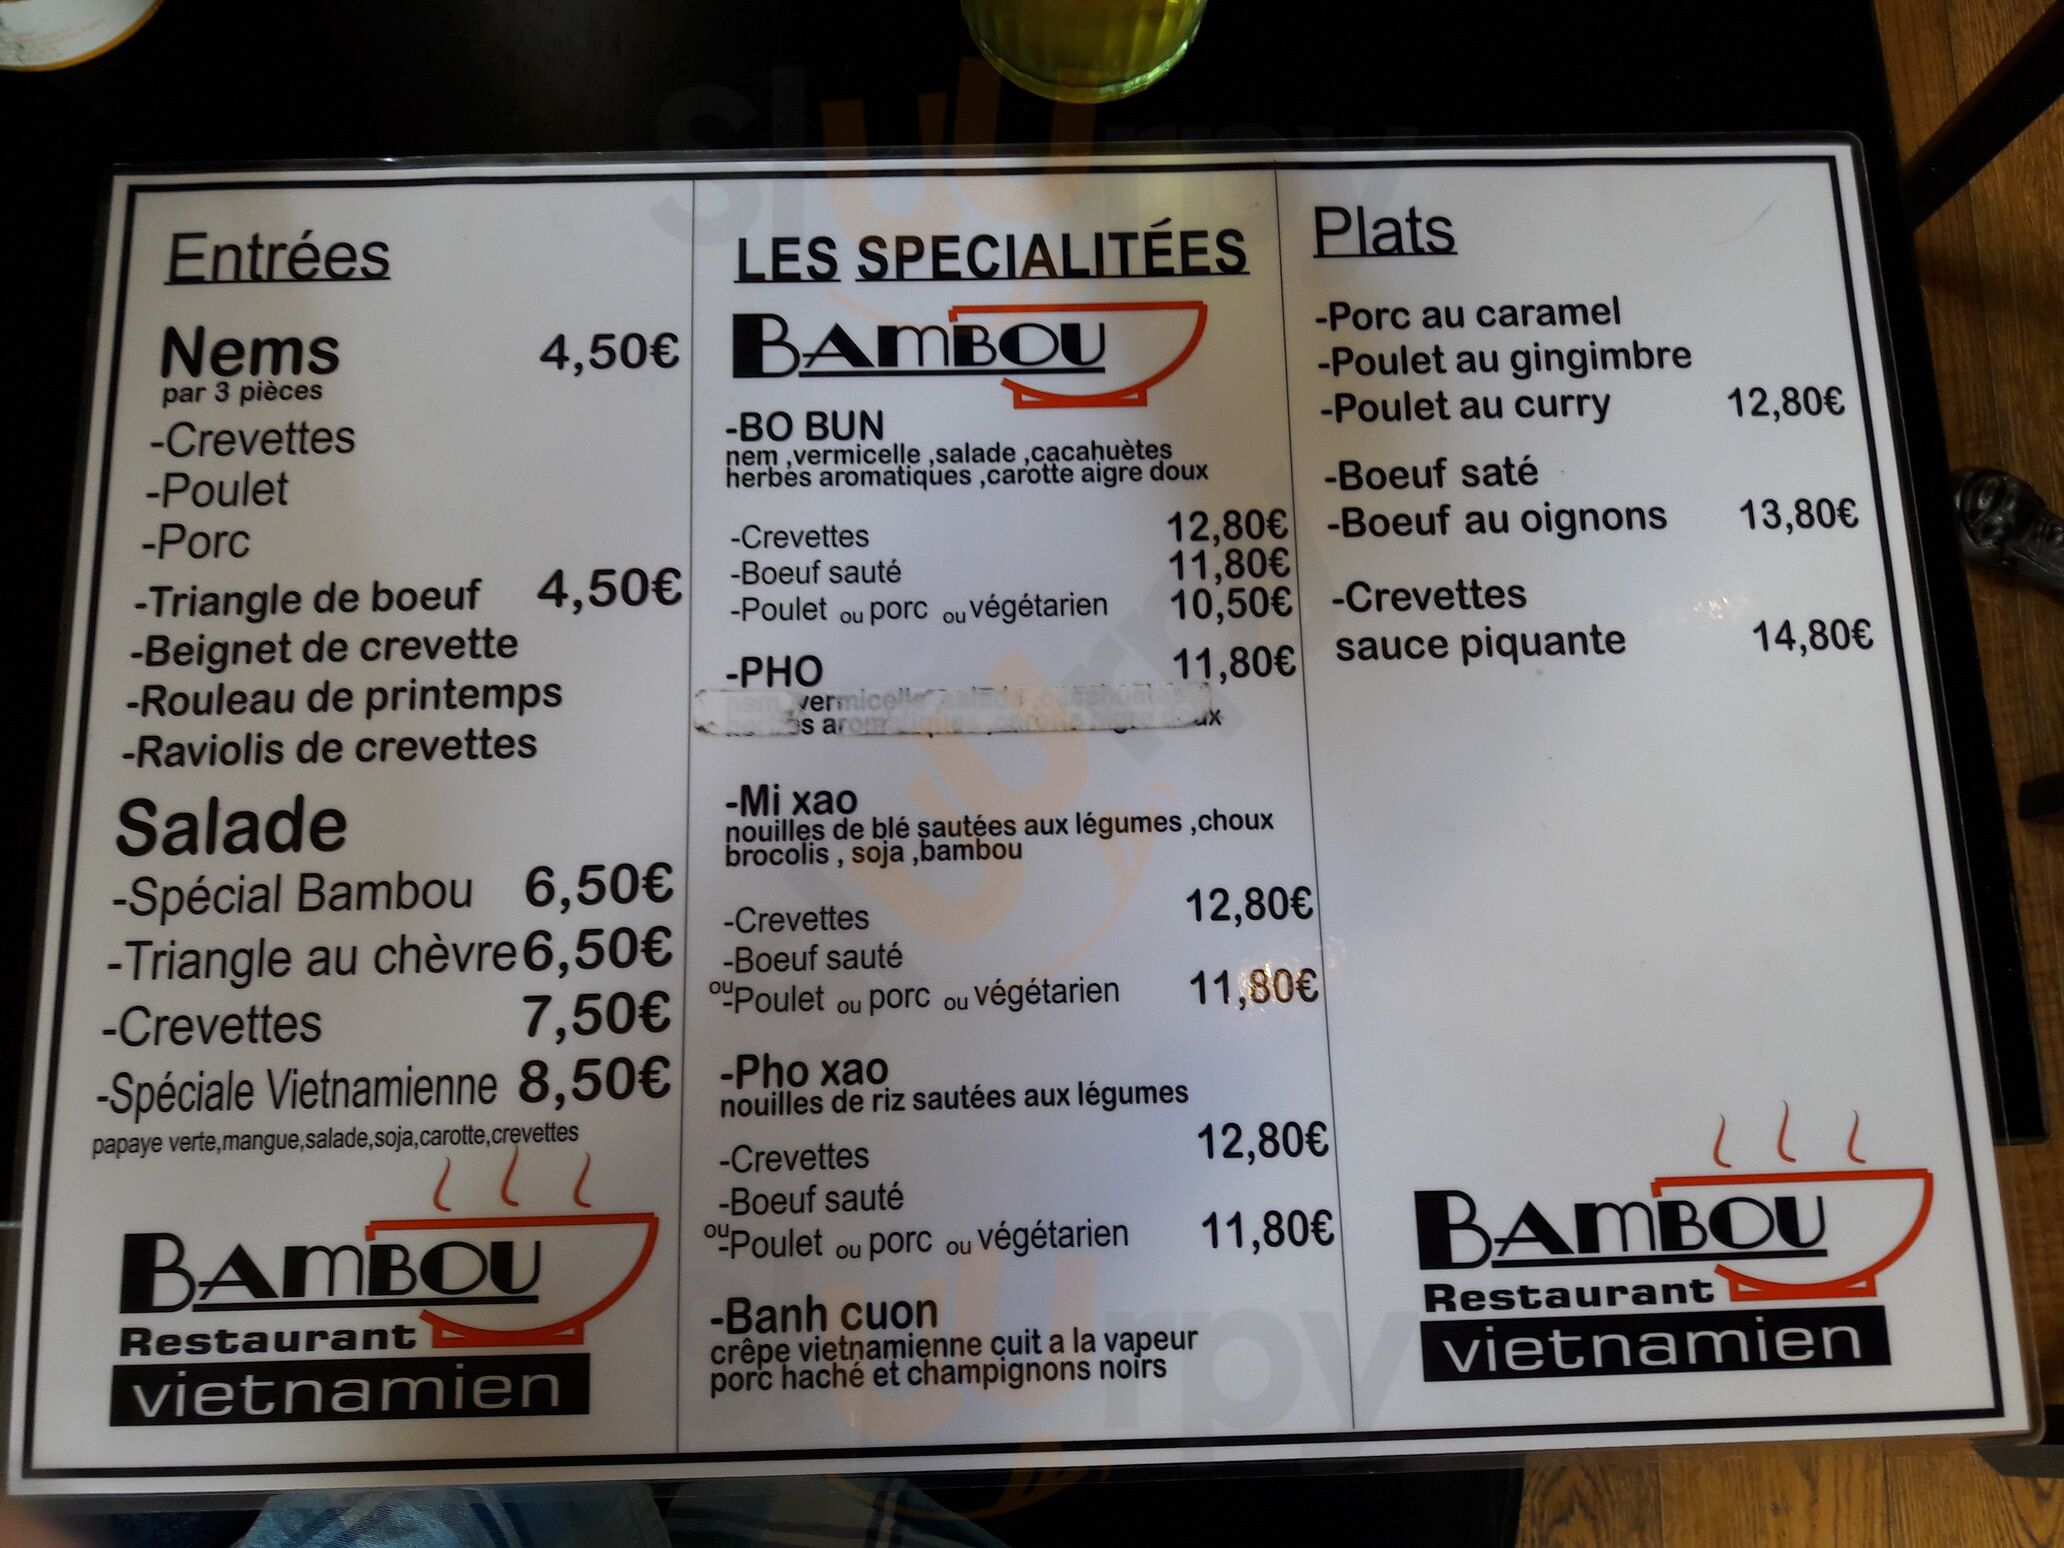 Entrées
Nems 4,50€
par 3 pièces
-Crevettes
-Poulet
-Porc
-Triangle de boeuf 4,50€
-Beignet de crevette
-Rouleau de printemps
-Raviolis de crevettes
Salade
-Spécial Bambou 6,50€
-Triangle au chèvre 6,50€
-Crevettes 7,50€
-Spéciale Vietnamienne 8,50€
papaye verte,mangue,salade,soja,carotte,crevettes
BAMBOU
Restaurant
vietnamien
LES SPECIALITÉES
BAMBOU
-BO BUN
nem ,vermicelle ,salade ,cacahuètes
herbes aromatiques ,carotte aigre doux
-Crevettes 12,80€
-Boeuf sauté 11,80€
-Poulet ou porc ou végétarien 10,50€
-PHO 11,80€
nem vermicelle salade ,cacahuètes
-Mi xao
nouilles de blé sautées aux légumes ,choux
brocolis , soja ,bambou
-Crevettes 12,80€
-Boeuf sauté
ou-Poulet ou porc ou végétarien 11,80€
-Pho xao
nouilles de riz sautées aux légumes
-Crevettes 12,80€
-Boeuf sauté
ou-Poulet ou porc ou végétarien 11,80€
-Banh cuon
crêpe vietnamienne cuit a la vapeur
porc haché et champignons noirs
Plats
-Porc au caramel
-Poulet au gingimbre
-Poulet au curry 12,80€
-Boeuf saté
-Boeuf au oignons 13,80€
-Crevettes
sauce piquante 14,80€
BAMBOU
Restaurant
vietnamien
sluurpy
sluurpy
sluurpy